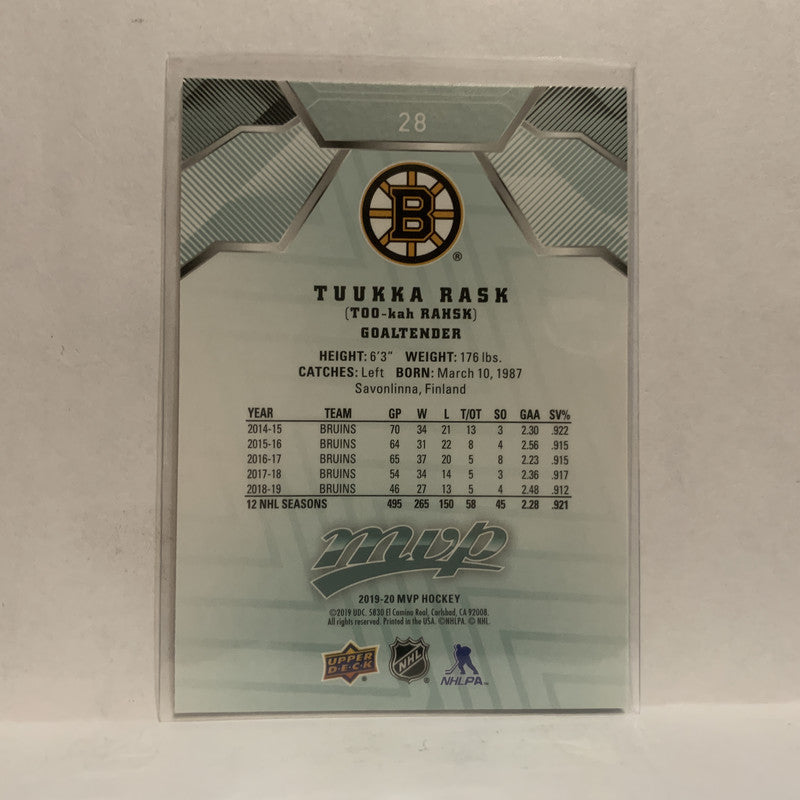 28
B
®
TUUKKA RASK
(TOO-kah RAHSK)
GOALTENDER
HEIGHT: 6'3" WEIGHT: 176 lbs.
CATCHES: Left BORN: March 10, 1987
Savonlinna, Finland
YEAR TEAM GP W L T/OT SO GAA SV%
2014-15 BRUINS 70 34 21 13 3 2.30 .922
2015-16 BRUINS 64 31 22 8 4 2.56 .915
2016-17 BRUINS 65 37 20 5 8 2.23 .915
2017-18 BRUINS 54 34 14 5 3 2.36 .917
2018-19 BRUINS 46 27 13 5 4 2.48 .912
12 NHL SEASONS 495 265 150 58 45 2.28 .921
mvp
2019-20 MVP HOCKEY
©2019 UDC. 5830 El Camino Real, Carlsbad, CA 92008.
All rights reserved. Printed in the USA. ©NHLPA. © NHL.
UPPER DECK ® NHL ® NHLPA™